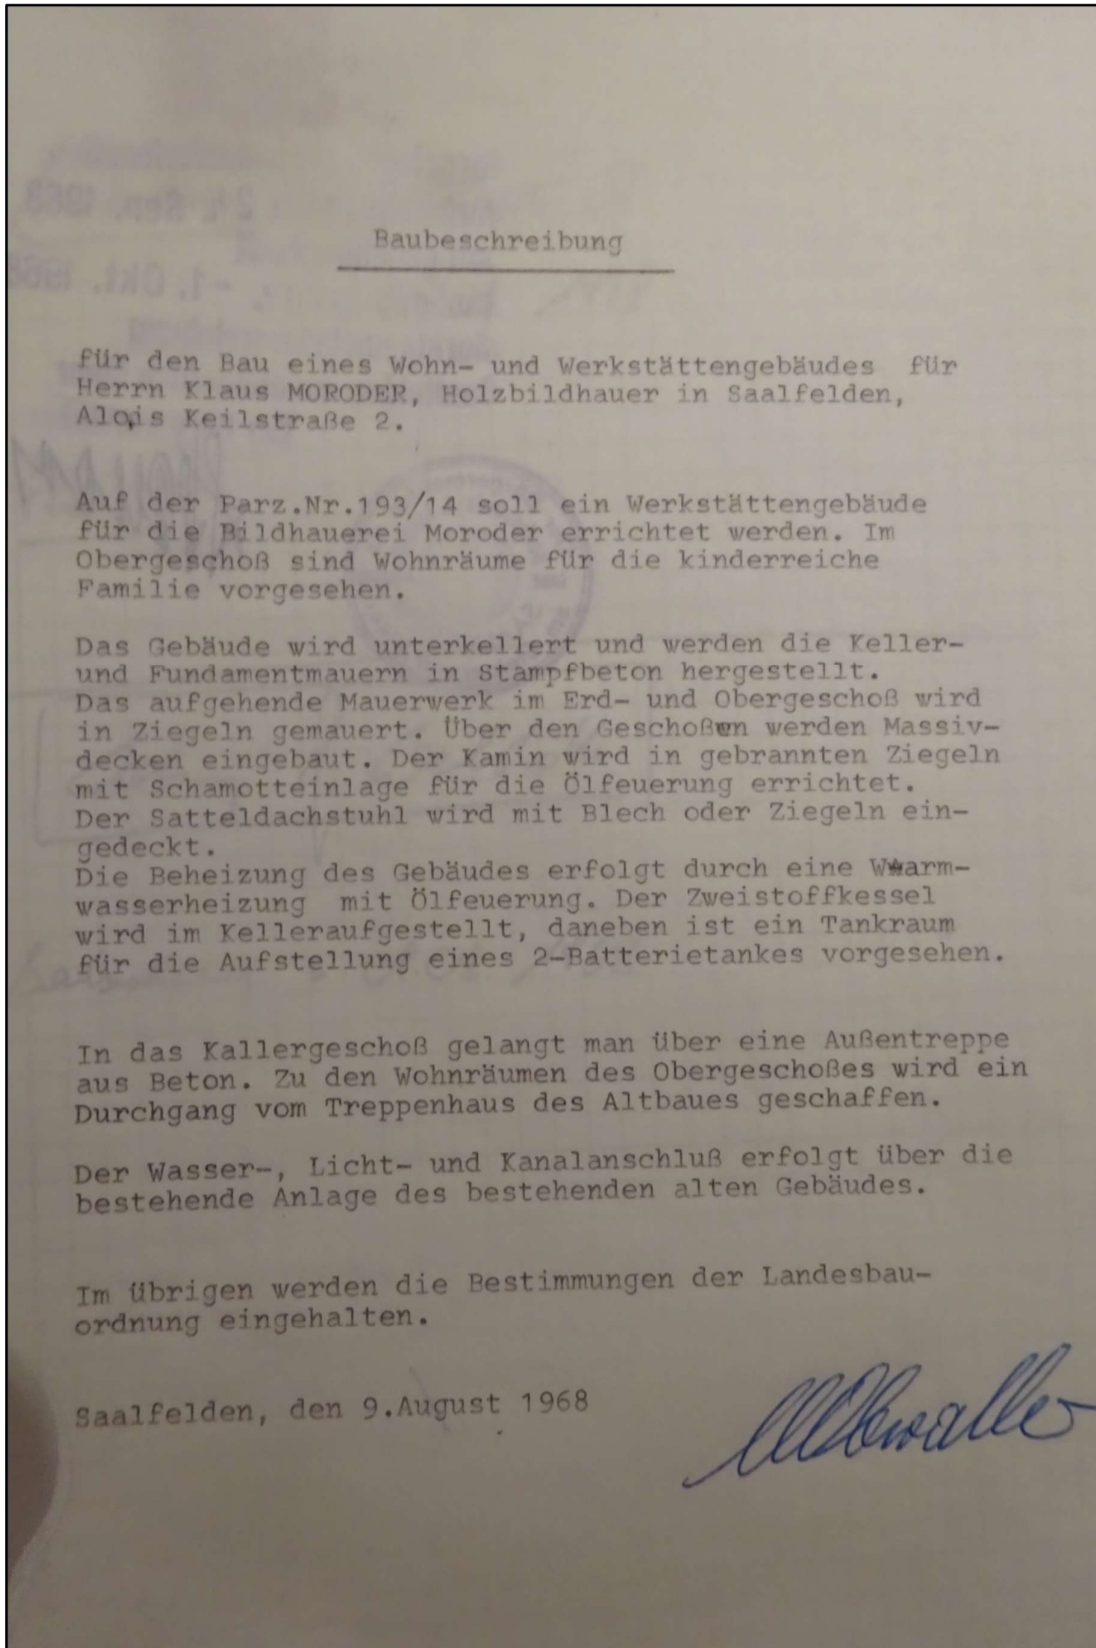 Baubeschreibung
für den Bau eines Wohn- und Werkstättengebäudes für
Herrn Klaus MORODER, Holzbildhauer in Saalfelden,
Alois Keilstraße 2.
Auf der Parz.Nr.193/14 soll ein Werkstättengebäude
für die Bildhauerei Moroder errichtet werden. Im
Obergeschoß sind Wohnräume für die kinderreiche
Familie vorgesehen.
Das Gebäude wird unterkellert und werden die Keller-
und Fundamentmauern in Stampfbeton hergestellt.
Das aufgehende Mauerwerk im Erd- und Obergeschoß wird
in Ziegeln gemauert. Über den Geschoßen werden Massiv-
decken eingebaut. Der Kamin wird in gebrannten Ziegeln
mit Schamotteinlage für die Ölfeuerung errichtet.
Der Satteldachstuhl wird mit Blech oder Ziegeln ein-
gedeckt.
Die Beheizung des Gebäudes erfolgt durch eine Warm-
wasserheizung mit Ölfeuerung. Der Zweistoffkessel
wird im Kelleraufgestellt, daneben ist ein Tankraum
für die Aufstellung eines 2-Batterietankes vorgesehen.
In das Kallergeschoß gelangt man über eine Außentreppe
aus Beton. Zu den Wohnräumen des Obergeschoßes wird ein
Durchgang vom Treppenhaus des Altbaues geschaffen.
Der Wasser-, Licht- und Kanalanschluß erfolgt über die
bestehende Anlage des bestehenden alten Gebäudes.
Im übrigen werden die Bestimmungen der Landesbau-
ordnung eingehalten.
Saalfelden, den 9.August 1968